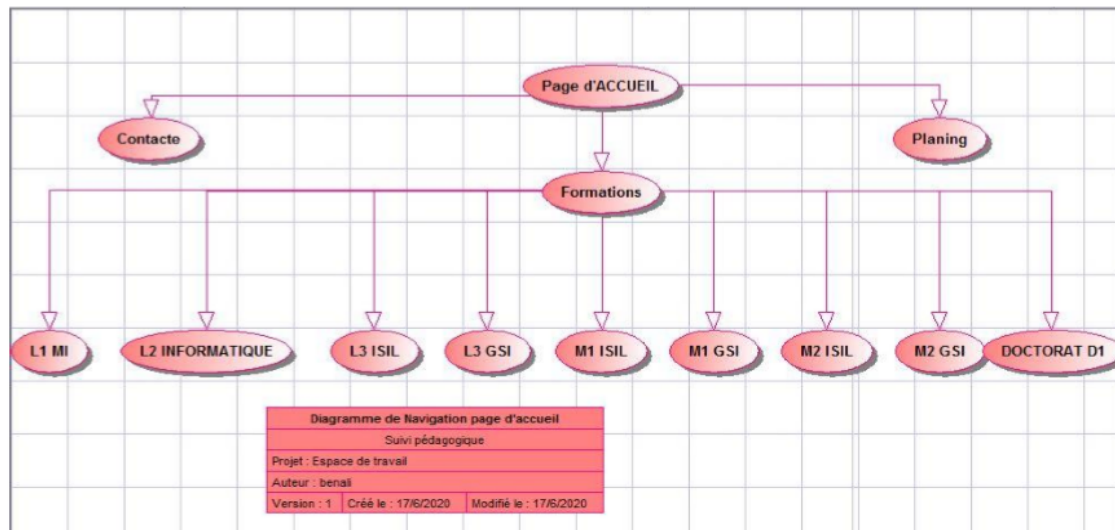 Page d'ACCUEIL
Contacte
Planing
Formations
L1 MI
L2 INFORMATIQUE
L3 ISIL
L3 GSI
M1 ISIL
M1 GSI
M2 ISIL
M2 GSI
DOCTORAT D1
Diagramme de Navigation page d'accueil
Suivi pédagogique
Projet : Espace de travail
Auteur : benali
Version : 1 Créé le : 17/6/2020 Modifié le : 17/6/2020